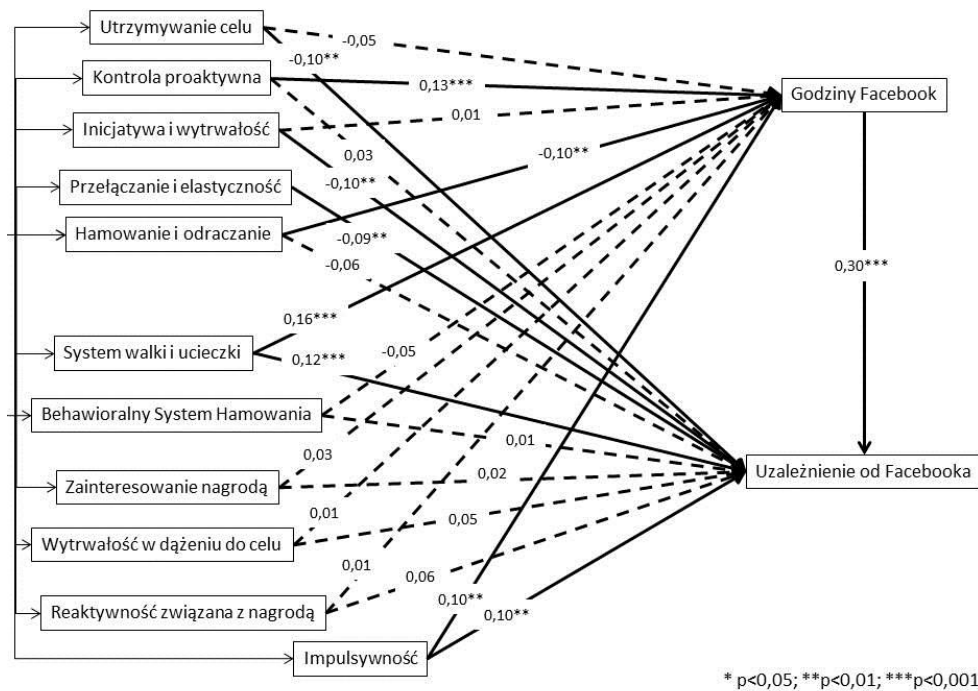 Utrzymywanie celu
-0,05
-0,10**
Kontrola proaktywna
0,13***
Godziny Facebook
Inicjatywa i wytrwałość
0,01
0,03
-0,10**
Przełączanie i elastyczność
-0,10**
Hamowanie i odraczanie
-0,09**
-0,06
0,30***
0,16***
System walki i ucieczki
-0,05
0,12***
Behawioralny System Hamowania
0,01
0,03
Uzależnienie od Facebooka
Zainteresowanie nagrodą
0,02
0,01
0,05
Wytrwałość w dążeniu do celu
0,01
0,06
0,10**
Reaktywność związana z nagrodą
0,10**
Impulsywność
* p<0,05; **p<0,01; ***p<0,001